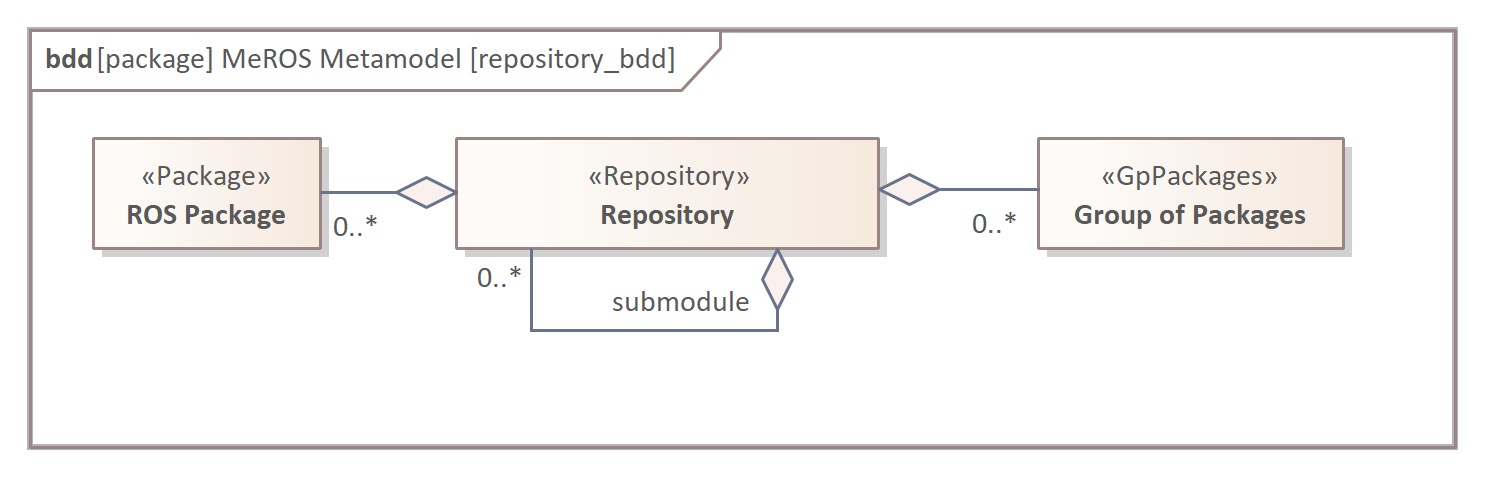 bdd [package] MeROS Metamodel [repository_bdd]
«Package»
ROS Package
0..*
«Repository»
Repository
0..*
submodule
«GpPackages»
Group of Packages
0..*